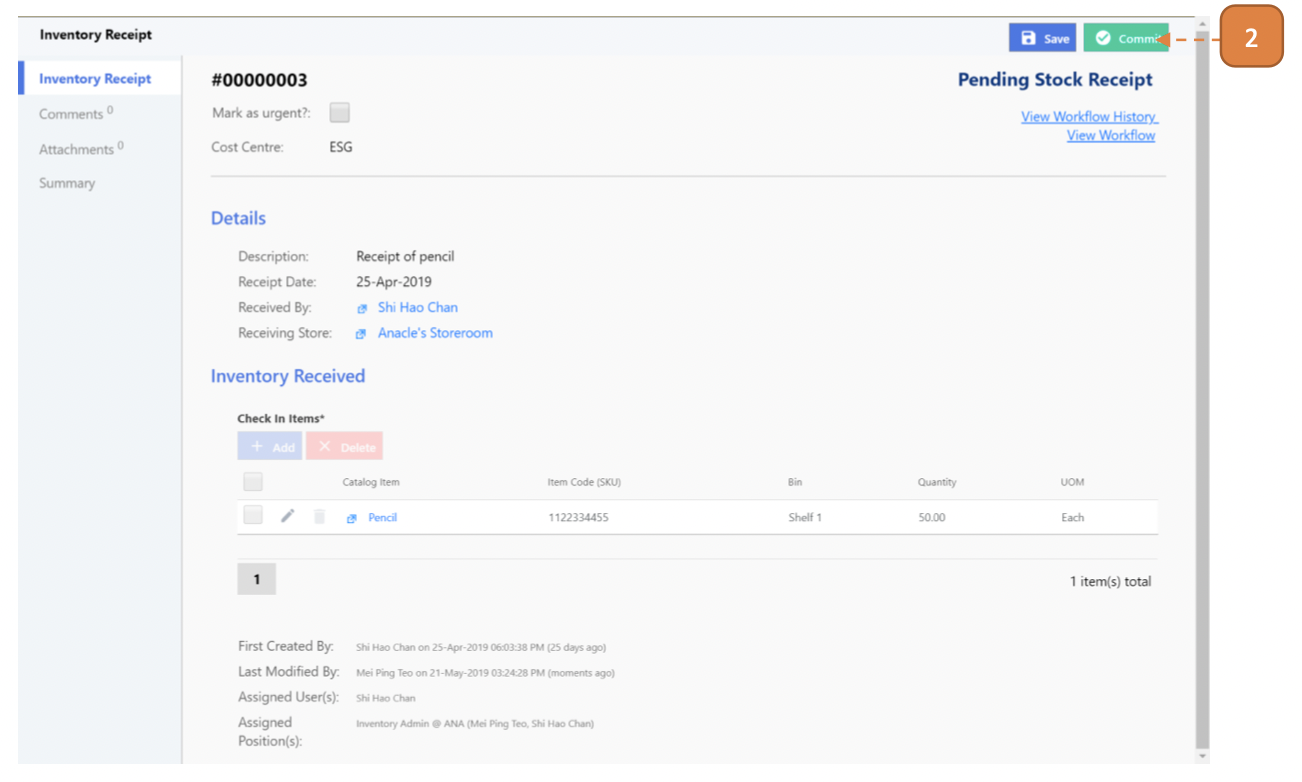 Inventory Receipt
Save
Commit
2
Inventory Receipt
Comments 0
Attachments 0
Summary
#00000003
Pending Stock Receipt
Mark as urgent?:
View Workflow History
View Workflow
Cost Centre: ESG
Details
Description: Receipt of pencil
Receipt Date: 25-Apr-2019
Received By: Shi Hao Chan
Receiving Store: Anacle's Storeroom
Inventory Received
Check In Items*
+ Add × Delete
Catalog Item Item Code (SKU) Bin Quantity UOM
Pencil 1122334455 Shelf 1 50.00 Each
1
1 item(s) total
First Created By: Shi Hao Chan on 25-Apr-2019 06:03:38 PM (25 days ago)
Last Modified By: Mei Ping Teo on 21-May-2019 03:24:28 PM (moments ago)
Assigned User(s): Shi Hao Chan
Assigned Position(s): Inventory Admin @ ANA (Mei Ping Teo, Shi Hao Chan)